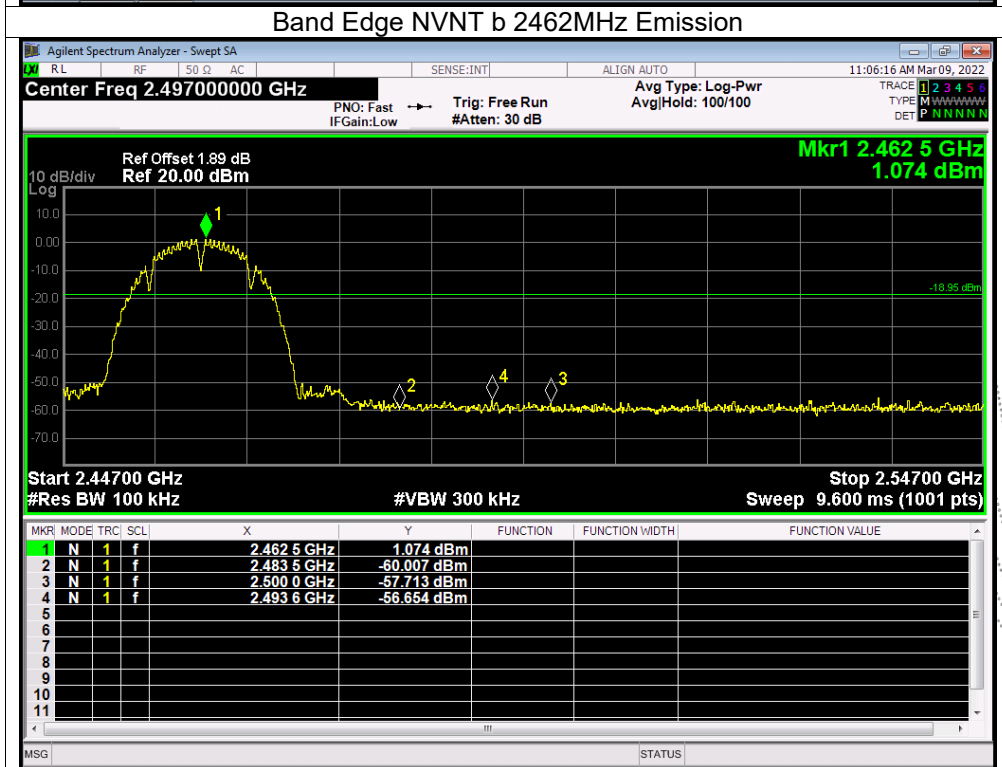 Band Edge NVNT b 2462MHz Emission
Agilent Spectrum Analyzer - Swept SA
LXI RL RF 50 Ω AC SENSE:INT ALIGN AUTO 11:06:16 AM Mar 09, 2022
Center Freq 2.497000000 GHz
PNO: Fast Trig: Free Run Avg Type: Log-Pwr TRACE 1 2 3 4 5 6
IFGain:Low #Atten: 30 dB Avg|Hold: 100/100 TYPE M WWWWW
DET P N N N N N
Mkr1 2.462 5 GHz
1.074 dBm
Ref Offset 1.89 dB
10 dB/div Ref 20.00 dBm
Log
10.0
0.00
-10.0
-20.0
-30.0
-40.0
-50.0
-60.0
-70.0
1
-18.95 dBm
2
4
3
Start 2.44700 GHz Stop 2.54700 GHz
#Res BW 100 kHz #VBW 300 kHz Sweep 9.600 ms (1001 pts)
MKR MODE TRC SCL X Y FUNCTION FUNCTION WIDTH FUNCTION VALUE
1 N 1 f 2.462 5 GHz 1.074 dBm
2 N 1 f 2.483 5 GHz -60.007 dBm
3 N 1 f 2.500 0 GHz -57.713 dBm
4 N 1 f 2.493 6 GHz -56.654 dBm
5
6
7
8
9
10
11
MSG STATUS